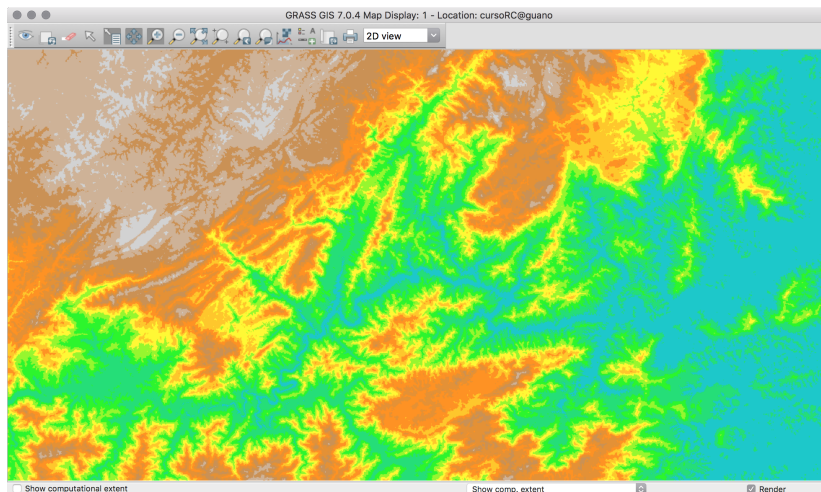 GRASS GIS 7.0.4 Map Display: 1 - Location: cursoRC@guano
2D view
Show computational extent
Show comp. extent
Render